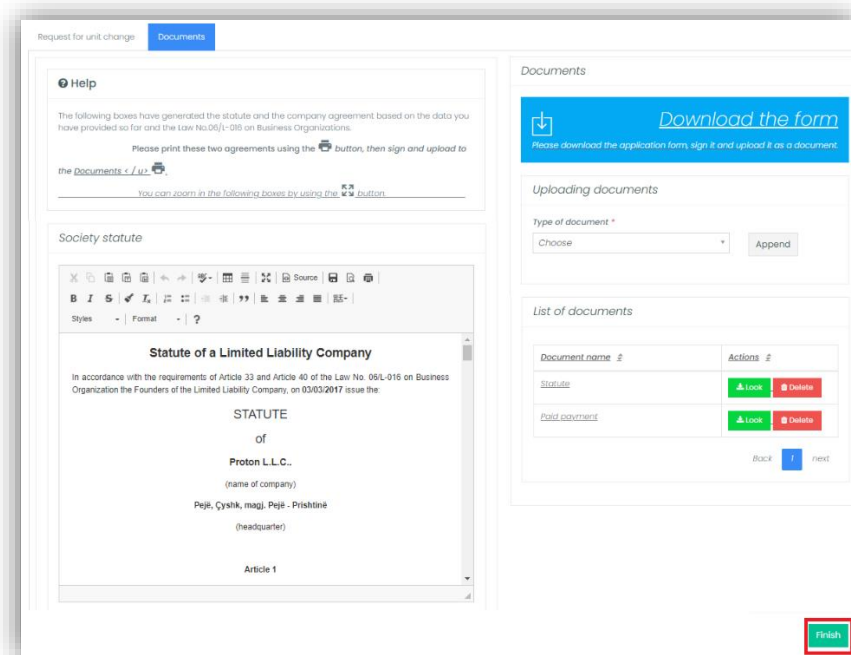 Request for unit change Documents
Help
The following boxes have generated the statute and the company agreement based on the data you
have provided so far and the Law No.06/L-016 on Business Organizations.
Please print these two agreements using the button, then sign and upload to
the Documents < / u> .
You can zoom in the following boxes by using the button.
Society statute
Source
B I S Tx
Styles Format ?
Statute of a Limited Liability Company
In accordance with the requirements of Article 33 and Article 40 of the Law No. 06/L-016 on Business
Organization the Founders of the Limited Liability Company, on 03/03/2017 issue the:
STATUTE
of
Proton L.L.C..
(name of company)
Pejë, Çyshk, magj. Pejë - Prishtinë
(headquarter)
Article 1
Documents
Download the form
Please download the application form, sign it and upload it as a document.
Uploading documents
Type of document *
Choose Append
List of documents
Document name Actions
Statute Look Delete
Paid payment Look Delete
Back 1 next
Finish